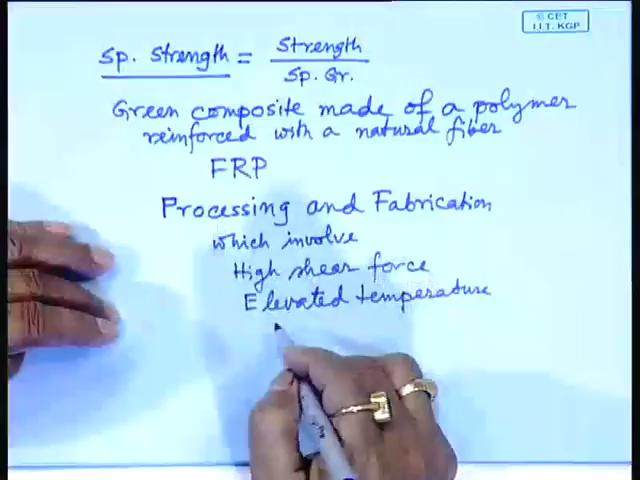 © CET
I.I.T. KGP
Sp. Strength = Strength / Sp. Gr.
Green composite made of a polymer
reinforced with a natural fiber
FRP
Processing and Fabrication
which involve
High shear force
Elevated temperature